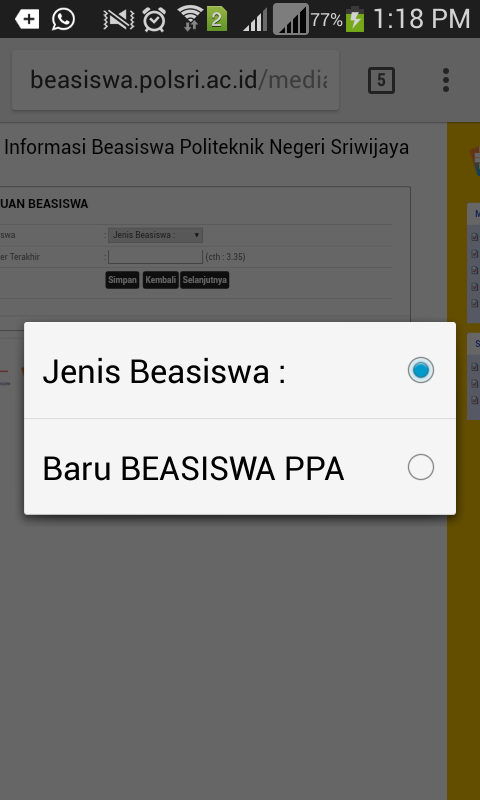 2
77%
1:18 PM
beasiswa.polsri.ac.id/media
5
Informasi Beasiswa Politeknik Negeri Sriwijaya
UAN BEASISWA
swa : Jenis Beasiswa :
er Terakhir : (cth : 3.35)
Simpan Kembali Selanjutnya
Jenis Beasiswa :
Baru BEASISWA PPA